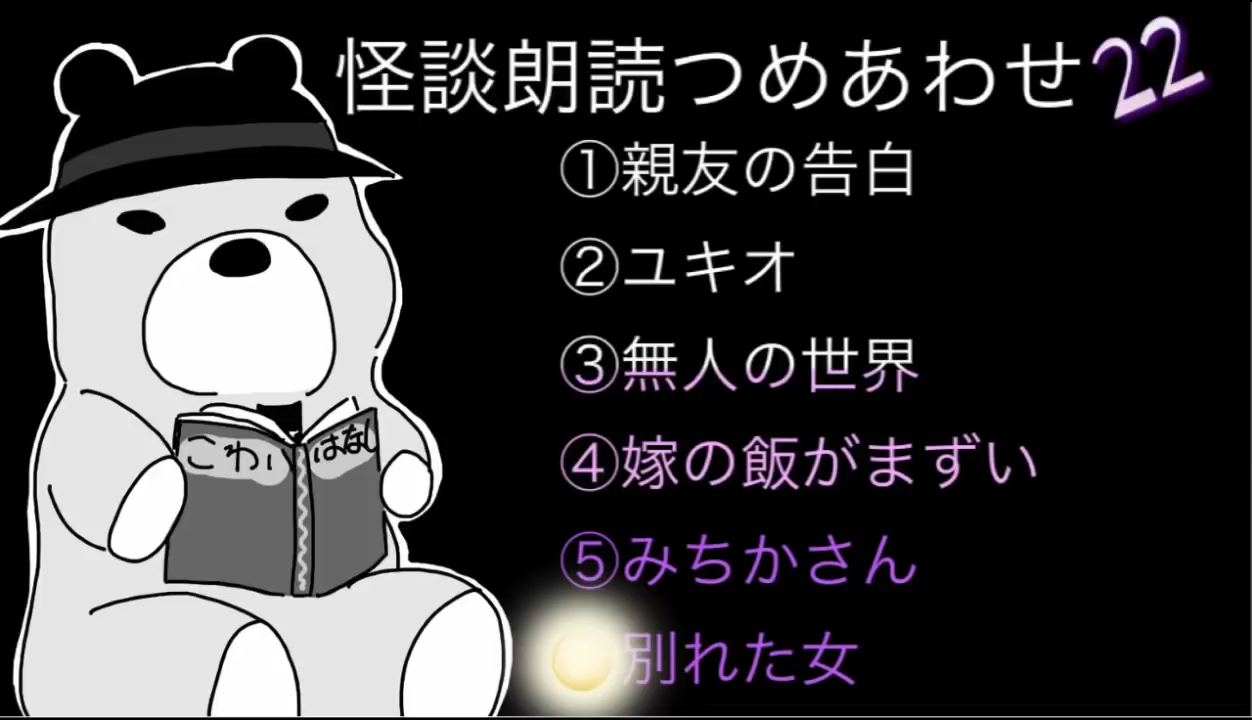 怪談朗読つめあわせ22
①親友の告白
②ユキオ
③無人の世界
④嫁の飯がまずい
⑤みちかさん
別れた女
こわい はなし